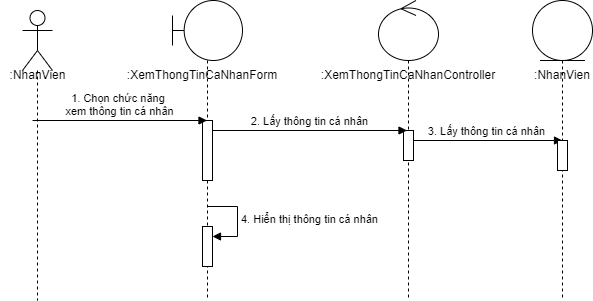 :NhanVien
:XemThongTinCaNhanForm
:XemThongTinCaNhanController
:NhanVien
1. Chọn chức năng
xem thông tin cá nhân
2. Lấy thông tin cá nhân
3. Lấy thông tin cá nhân
4. Hiển thị thông tin cá nhân